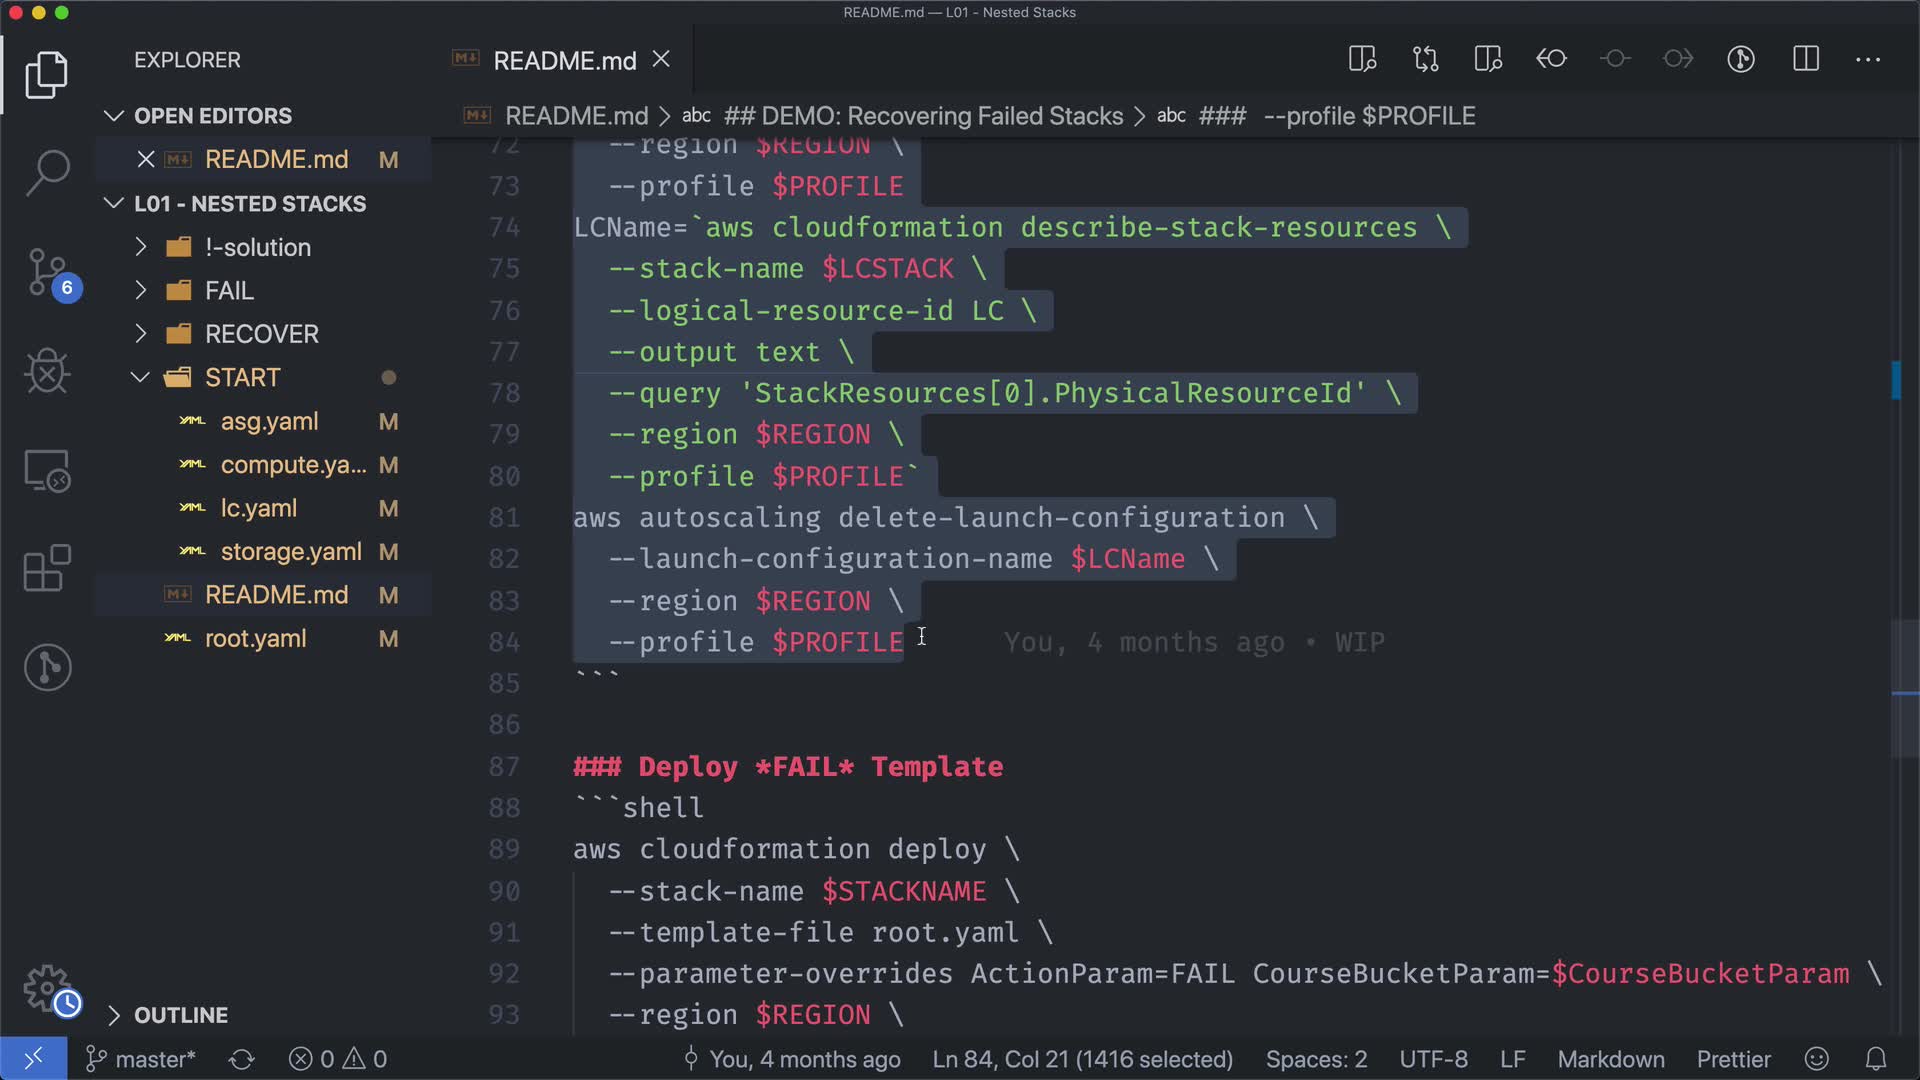 README.md — L01 - Nested Stacks
EXPLORER
README.md
OPEN EDITORS
README.md M
L01 - NESTED STACKS
!-solution
FAIL
RECOVER
START
asg.yaml M
compute.ya... M
lc.yaml M
storage.yaml M
README.md M
root.yaml M
OUTLINE
6
README.md > abc ## DEMO: Recovering Failed Stacks > abc ### --profile $PROFILE
72 --region $REGION \
73 --profile $PROFILE
74 LCName=`aws cloudformation describe-stack-resources \
75 --stack-name $LCSTACK \
76 --logical-resource-id LC \
77 --output text \
78 --query 'StackResources[0].PhysicalResourceId' \
79 --region $REGION \
80 --profile $PROFILE`
81 aws autoscaling delete-launch-configuration \
82 --launch-configuration-name $LCName \
83 --region $REGION \
84 --profile $PROFILE You, 4 months ago • WIP
85 ```
86
87 ### Deploy *FAIL* Template
88 ```shell
89 aws cloudformation deploy \
90 --stack-name $STACKNAME \
91 --template-file root.yaml \
92 --parameter-overrides ActionParam=FAIL CourseBucketParam=$CourseBucketParam \
93 --region $REGION \
master* 0 0 You, 4 months ago Ln 84, Col 21 (1416 selected) Spaces: 2 UTF-8 LF Markdown Prettier